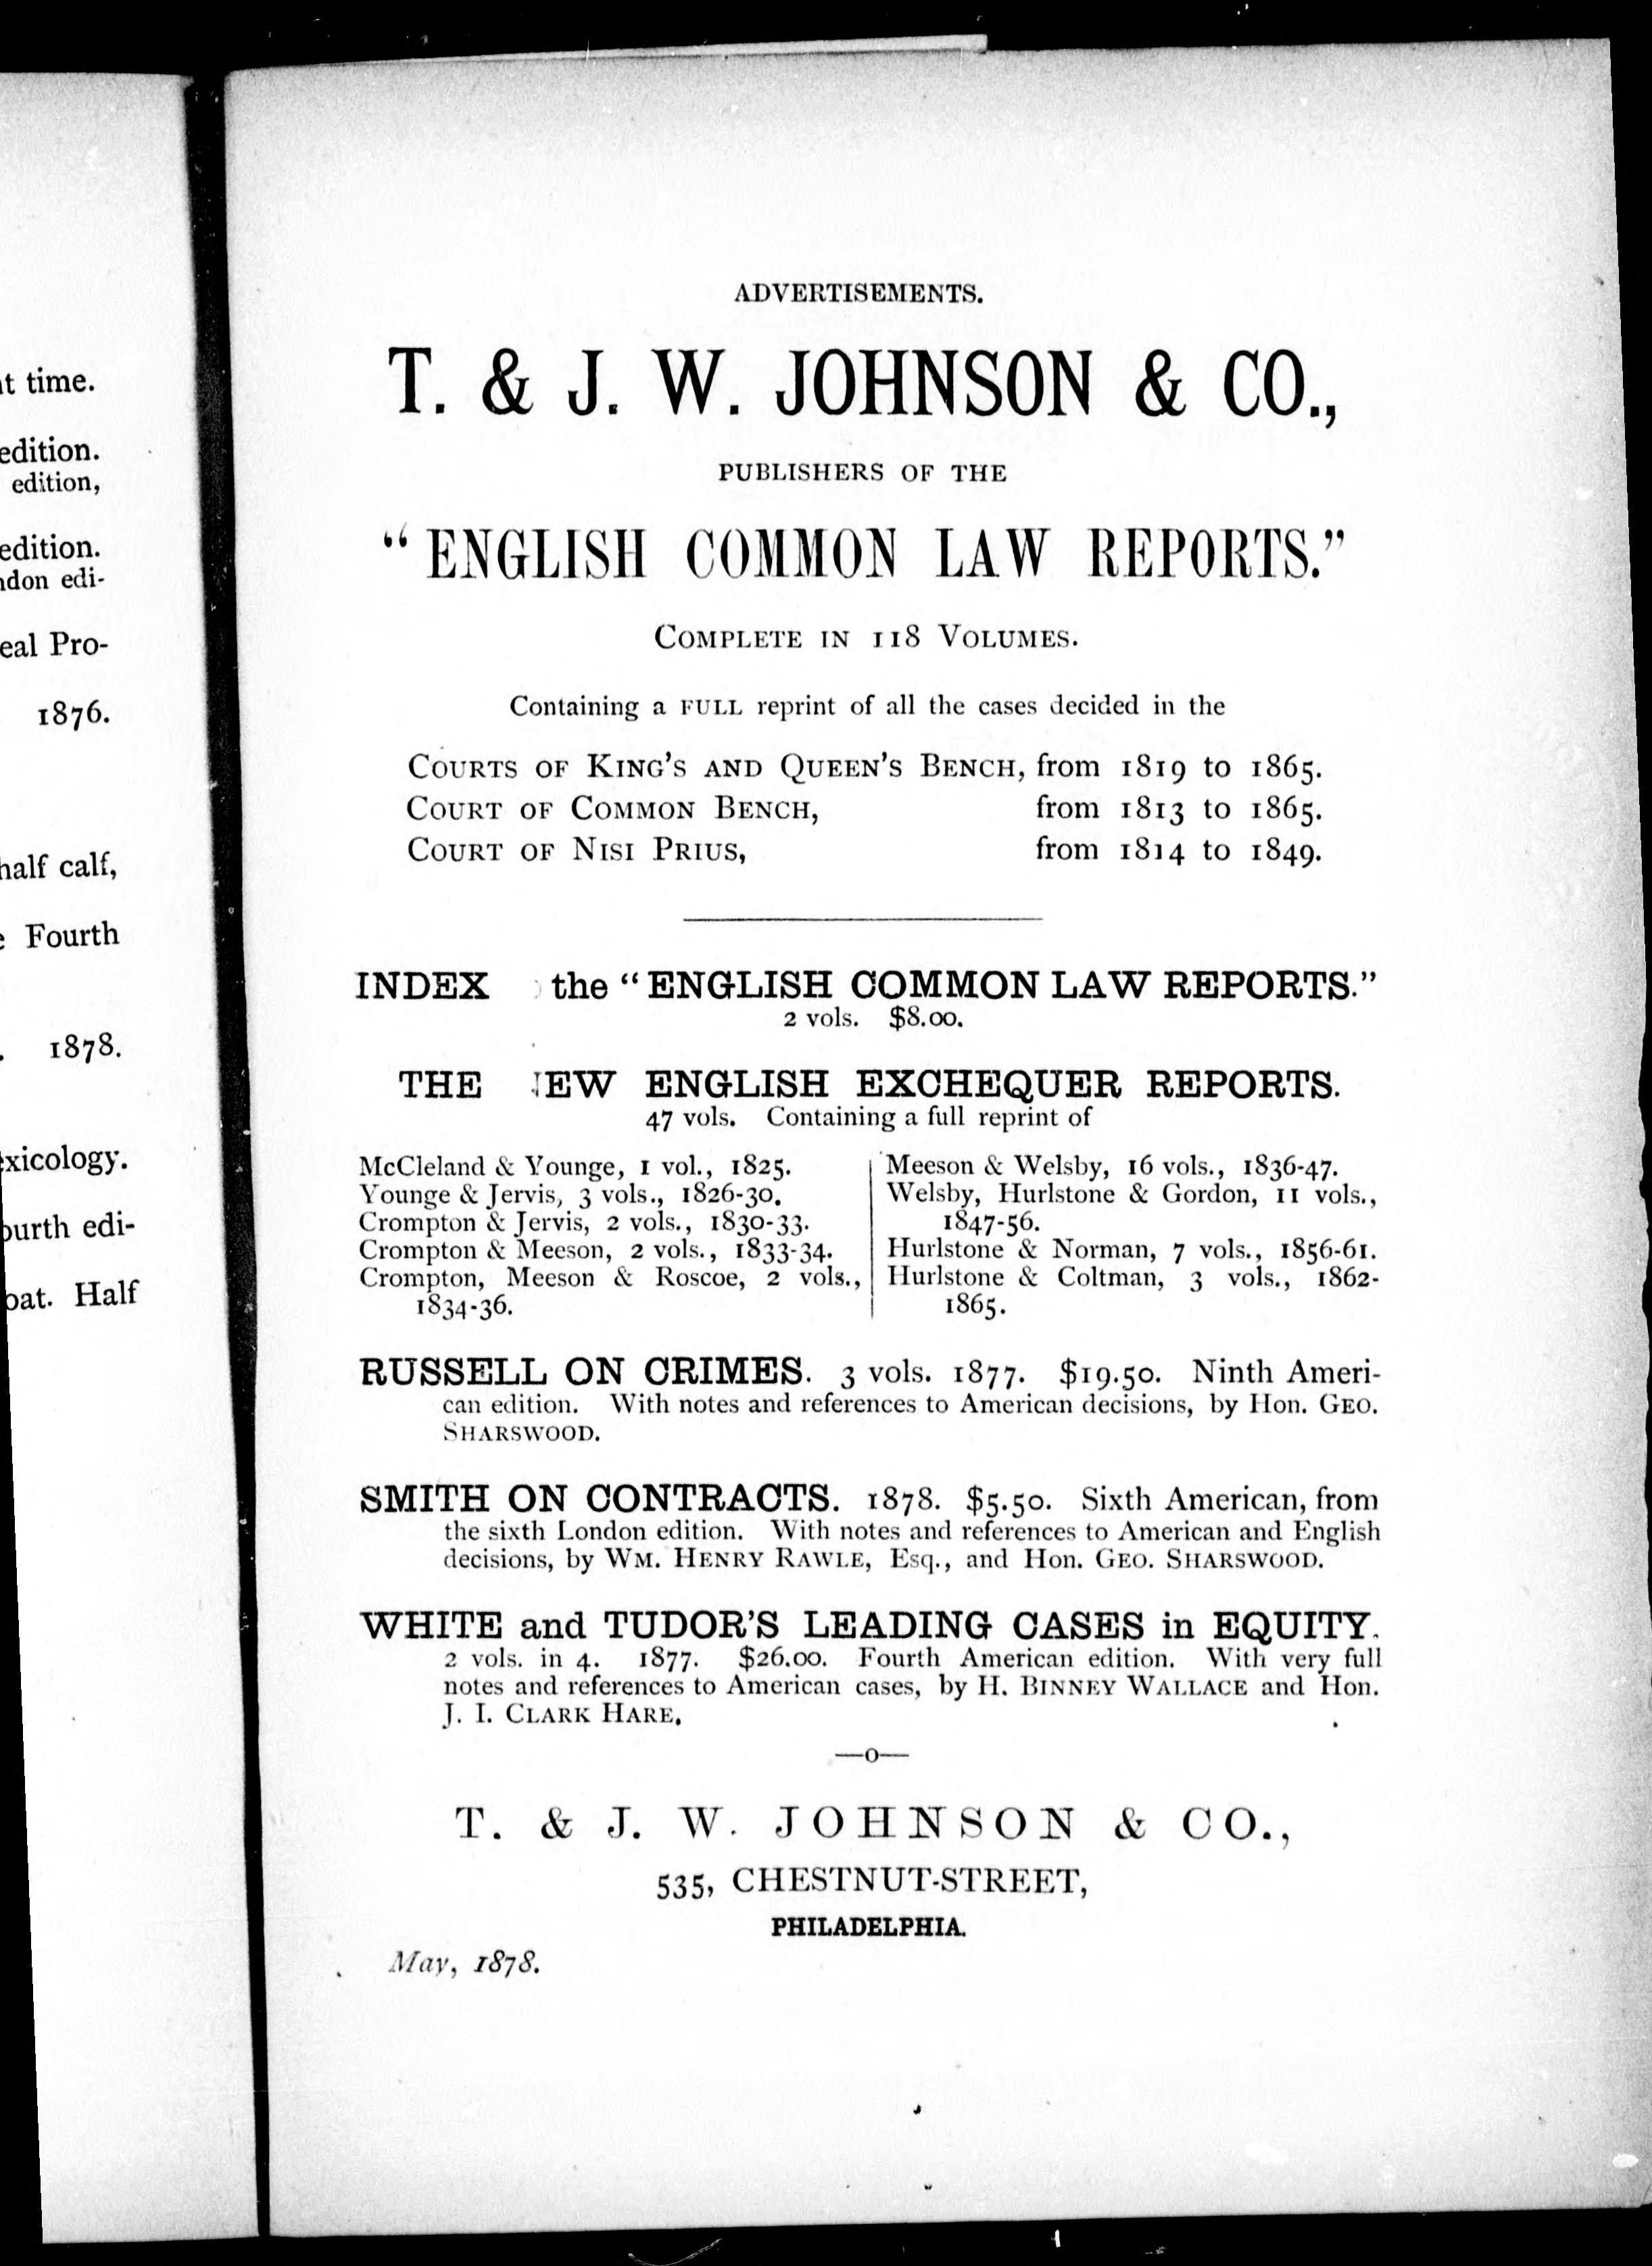 t time.
edition.
edition,
edition.
don edi-
eal Pro-
1876.
half calf,
Fourth
1878.
xicology.
ourth edi-
oat. Half
ADVERTISEMENTS.
T. & J. W. JOHNSON & CO.,
PUBLISHERS OF THE
"ENGLISH COMMON LAW REPORTS."
COMPLETE IN 118 VOLUMES.
Containing a FULL reprint of all the cases decided in the
COURTS OF KING'S AND QUEEN'S BENCH, from 1819 to 1865.
COURT OF COMMON BENCH, from 1813 to 1865.
COURT OF NISI PRIUS, from 1814 to 1849.
INDEX the "ENGLISH COMMON LAW REPORTS."
2 vols. $8.00.
THE EW ENGLISH EXCHEQUER REPORTS.
47 vols. Containing a full reprint of
McCleland & Younge, 1 vol., 1825.
Younge & Jervis, 3 vols., 1826-30.
Crompton & Jervis, 2 vols., 1830-33.
Crompton & Meeson, 2 vols., 1833-34.
Crompton, Meeson & Roscoe, 2 vols.,
1834-36.
Meeson & Welsby, 16 vols., 1836-47.
Welsby, Hurlstone & Gordon, 11 vols.,
1847-56.
Hurlstone & Norman, 7 vols., 1856-61.
Hurlstone & Coltman, 3 vols., 1862-
1865.
RUSSELL ON CRIMES. 3 vols. 1877. $19.50. Ninth Ameri-
can edition. With notes and references to American decisions, by Hon. GEO.
SHARSWOOD.
SMITH ON CONTRACTS. 1878. $5.50. Sixth American, from
the sixth London edition. With notes and references to American and English
decisions, by WM. HENRY RAWLE, Esq., and Hon. GEO. SHARSWOOD.
WHITE and TUDOR'S LEADING CASES in EQUITY.
2 vols. in 4. 1877. $26.00. Fourth American edition. With very full
notes and references to American cases, by H. BINNEY WALLACE and Hon.
J. I. CLARK HARE.
—o—
T. & J. W. JOHNSON & CO.,
535, CHESTNUT-STREET,
PHILADELPHIA.
May, 1878.